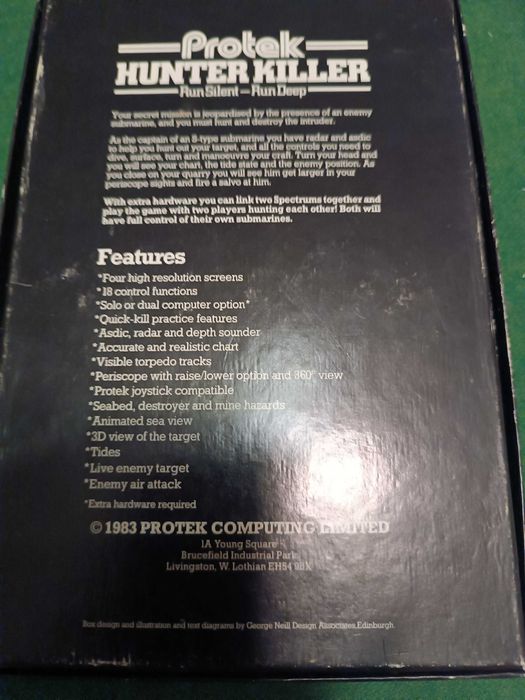 Protek
HUNTER KILLER
Run Silent — Run Deep
Your secret mission is jeopardised by the presence of an enemy
submarine, and you must hunt and destroy the intruder.
As the captain of an S-type submarine you have radar and asdic
to help you hunt out your target, and all the controls you need to
dive, surface, turn and manoeuvre your craft. Turn your head and
you will see your chart, the tide state and the enemy position. As
you close on your quarry you will see him get larger in your
periscope sights and fire a salvo at him.
With extra hardware you can link two Spectrums together and
play the game with two players hunting each other! Both will
have full control of their own submarines.
Features
*Four high resolution screens
*18 control functions
*Solo or dual computer option*
*Quick-kill practice features
*Asdic, radar and depth sounder
*Accurate and realistic chart
*Visible torpedo tracks
*Periscope with raise/lower option and 360° view
*Protek joystick compatible
*Seabed, destroyer and mine hazards
*Animated sea view
*3D view of the target
*Tides
*Live enemy target
*Enemy air attack
*Extra hardware required
© 1983 PROTEK COMPUTING LIMITED
1A Young Square
Brucefield Industrial Park
Livingston, W. Lothian EH54
Box design and illustration and text diagrams by George Neill Design Associates, Edinburgh.